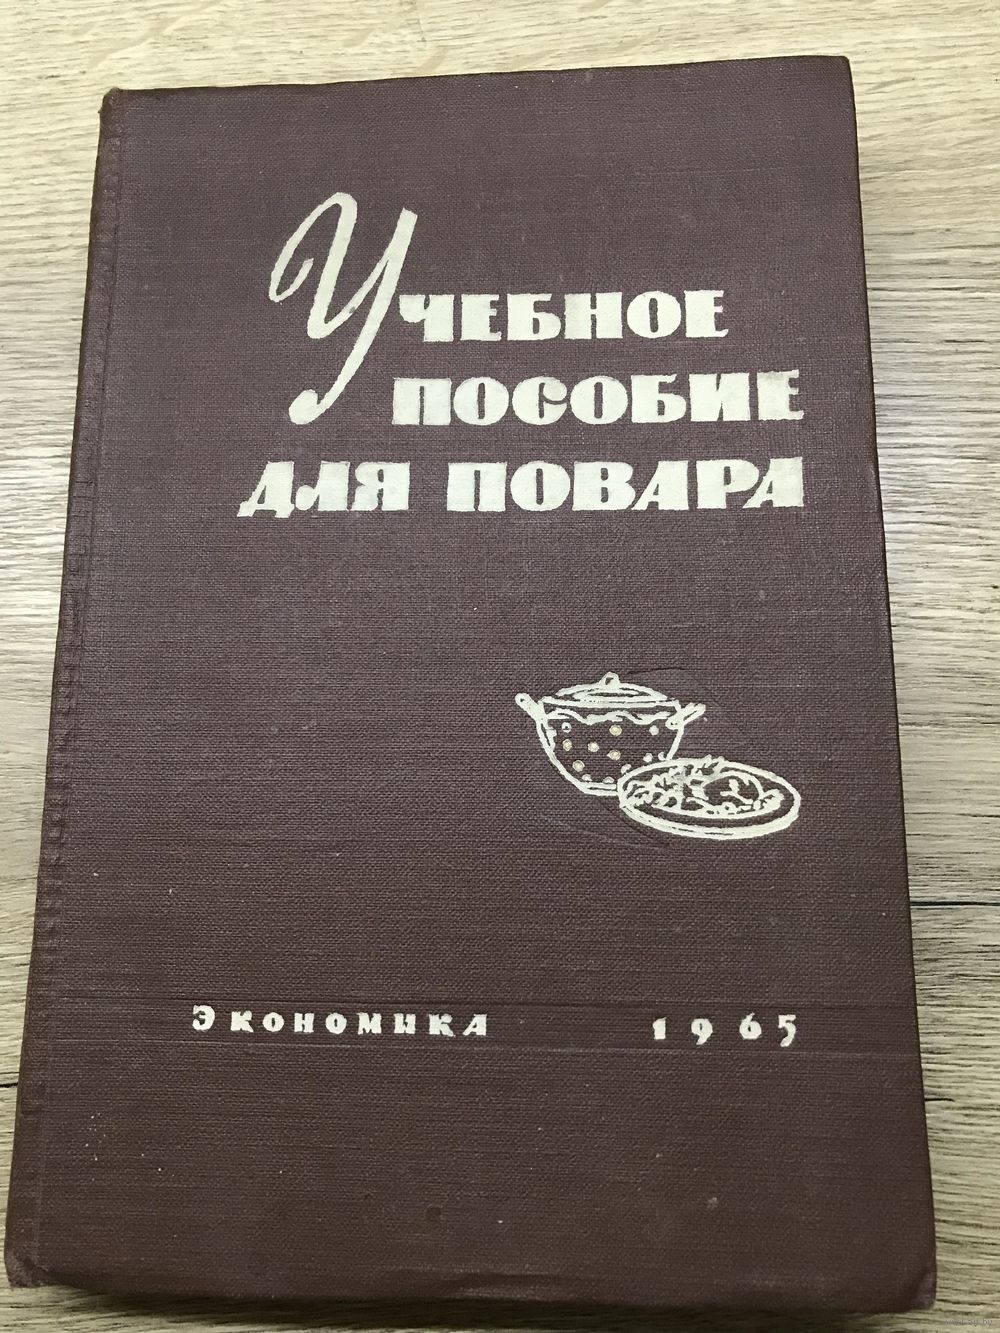 Учебное
пособие
для повара
Экономика 1965